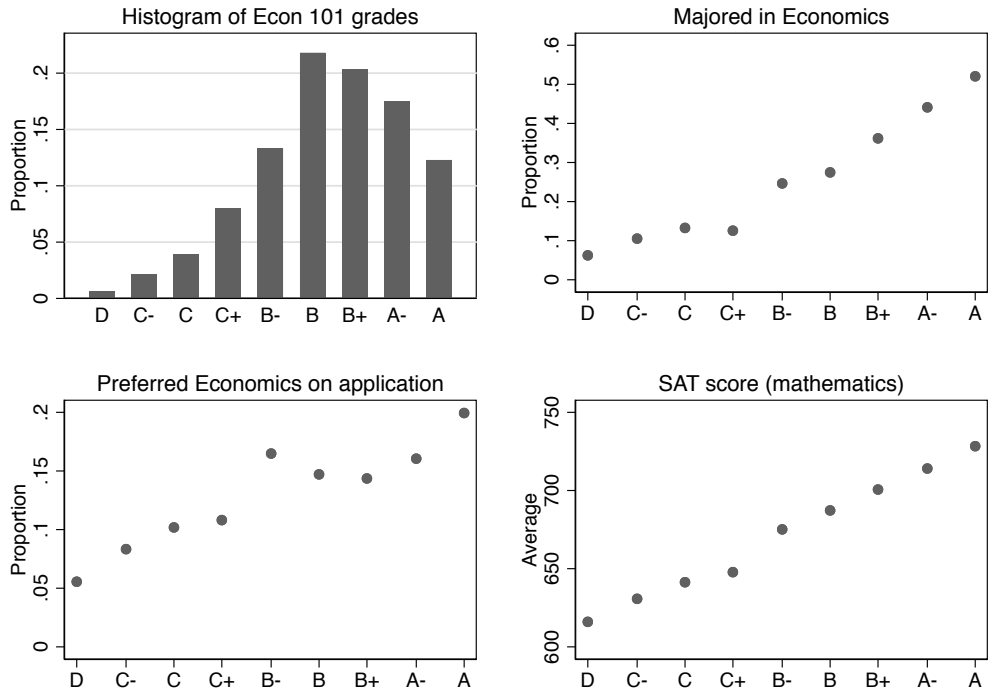 Histogram of Econ 101 grades
Proportion
.2
.15
.1
.05
0
D C- C C+ B- B B+ A- A
Majored in Economics
Proportion
.6
.5
.4
.3
.2
.1
0
D C- C C+ B- B B+ A- A
Preferred Economics on application
Proportion
.2
.15
.1
.05
0
D C- C C+ B- B B+ A- A
SAT score (mathematics)
Average
750
700
650
600
D C- C C+ B- B B+ A- A